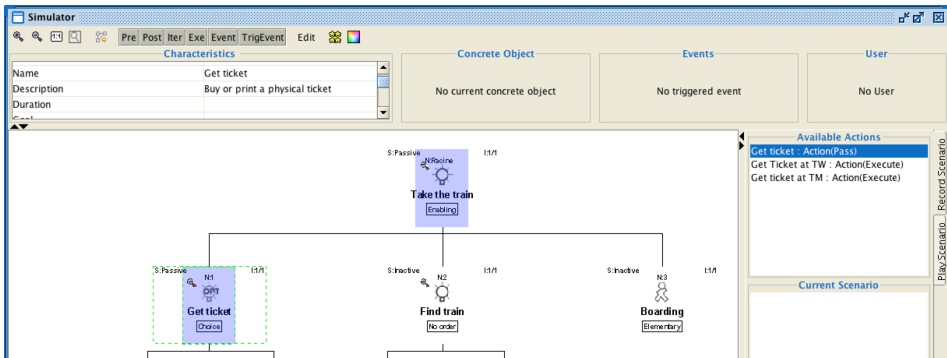 Simulator
1:1 Pre Post Iter Exe Event TrigEvent Edit
Characteristics
Name Get ticket
Description Buy or print a physical ticket
Duration
Goal
Concrete Object
No current concrete object
Events
No triggered event
User
No User
S:Passive I:1/1
N:Racine
Take the train
Enabling
S:Passive I:1/1
N:1
OPT
Get ticket
Choice
S:Inactive I:1/1
N:2
Find train
No order
S:Inactive I:1/1
N:3
Boarding
Elementary
Available Actions
Get ticket : Action(Pass)
Get Ticket at TW : Action(Execute)
Get ticket at TM : Action(Execute)
Current Scenario
Record Scenario
Play Scenario